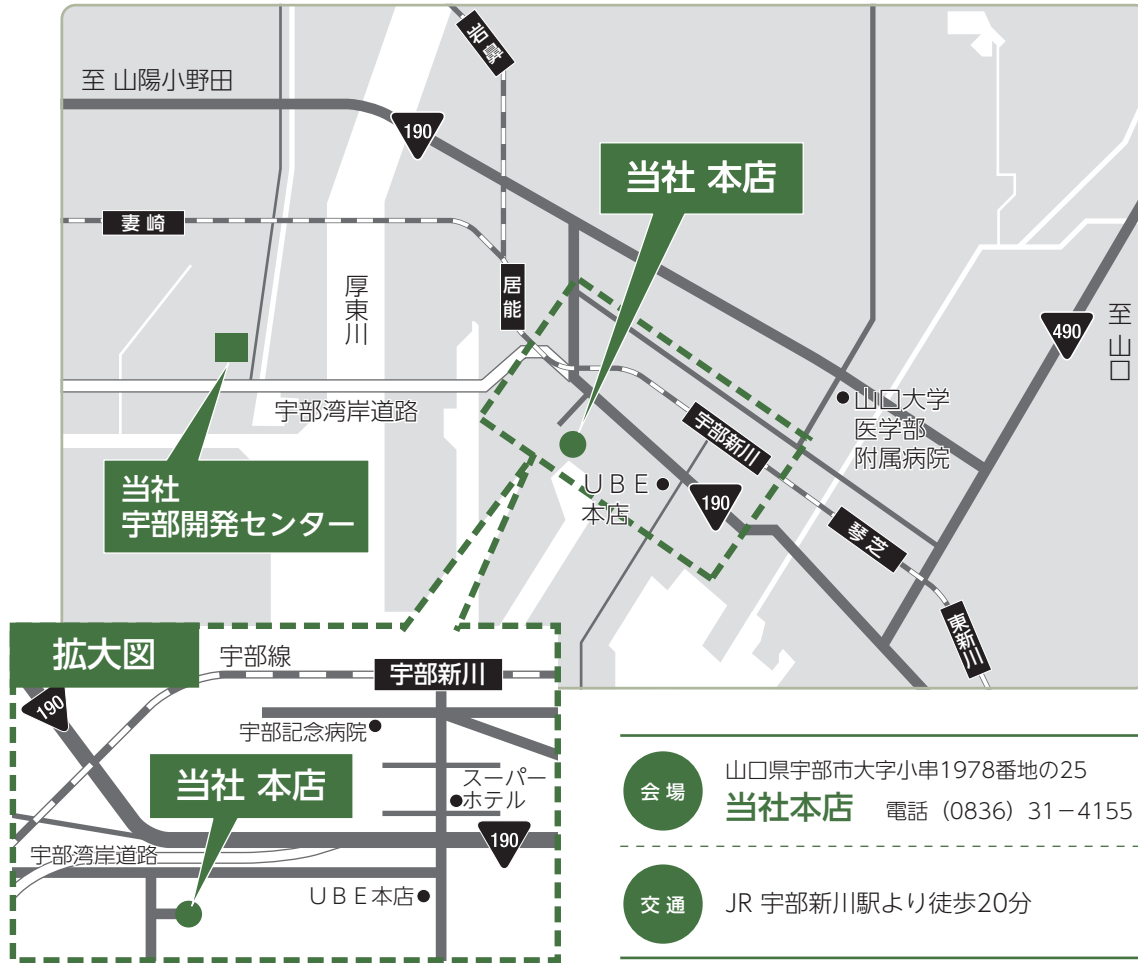 岩鼻
至 山陽小野田
190
当社 本店
妻崎
居能
厚東川
490
至 山口
宇部湾岸道路
山口大学
医学部
附属病院
宇部新川
当社
宇部開発センター
UBE
本店
190
琴芝
東新川
拡大図
宇部線
宇部新川
190
宇部記念病院
当社 本店
スーパー
ホテル
190
宇部湾岸道路
UBE本店
会場
山口県宇部市大字小串1978番地の25
当社本店 電話（0836）31－4155
交通
JR 宇部新川駅より徒歩20分